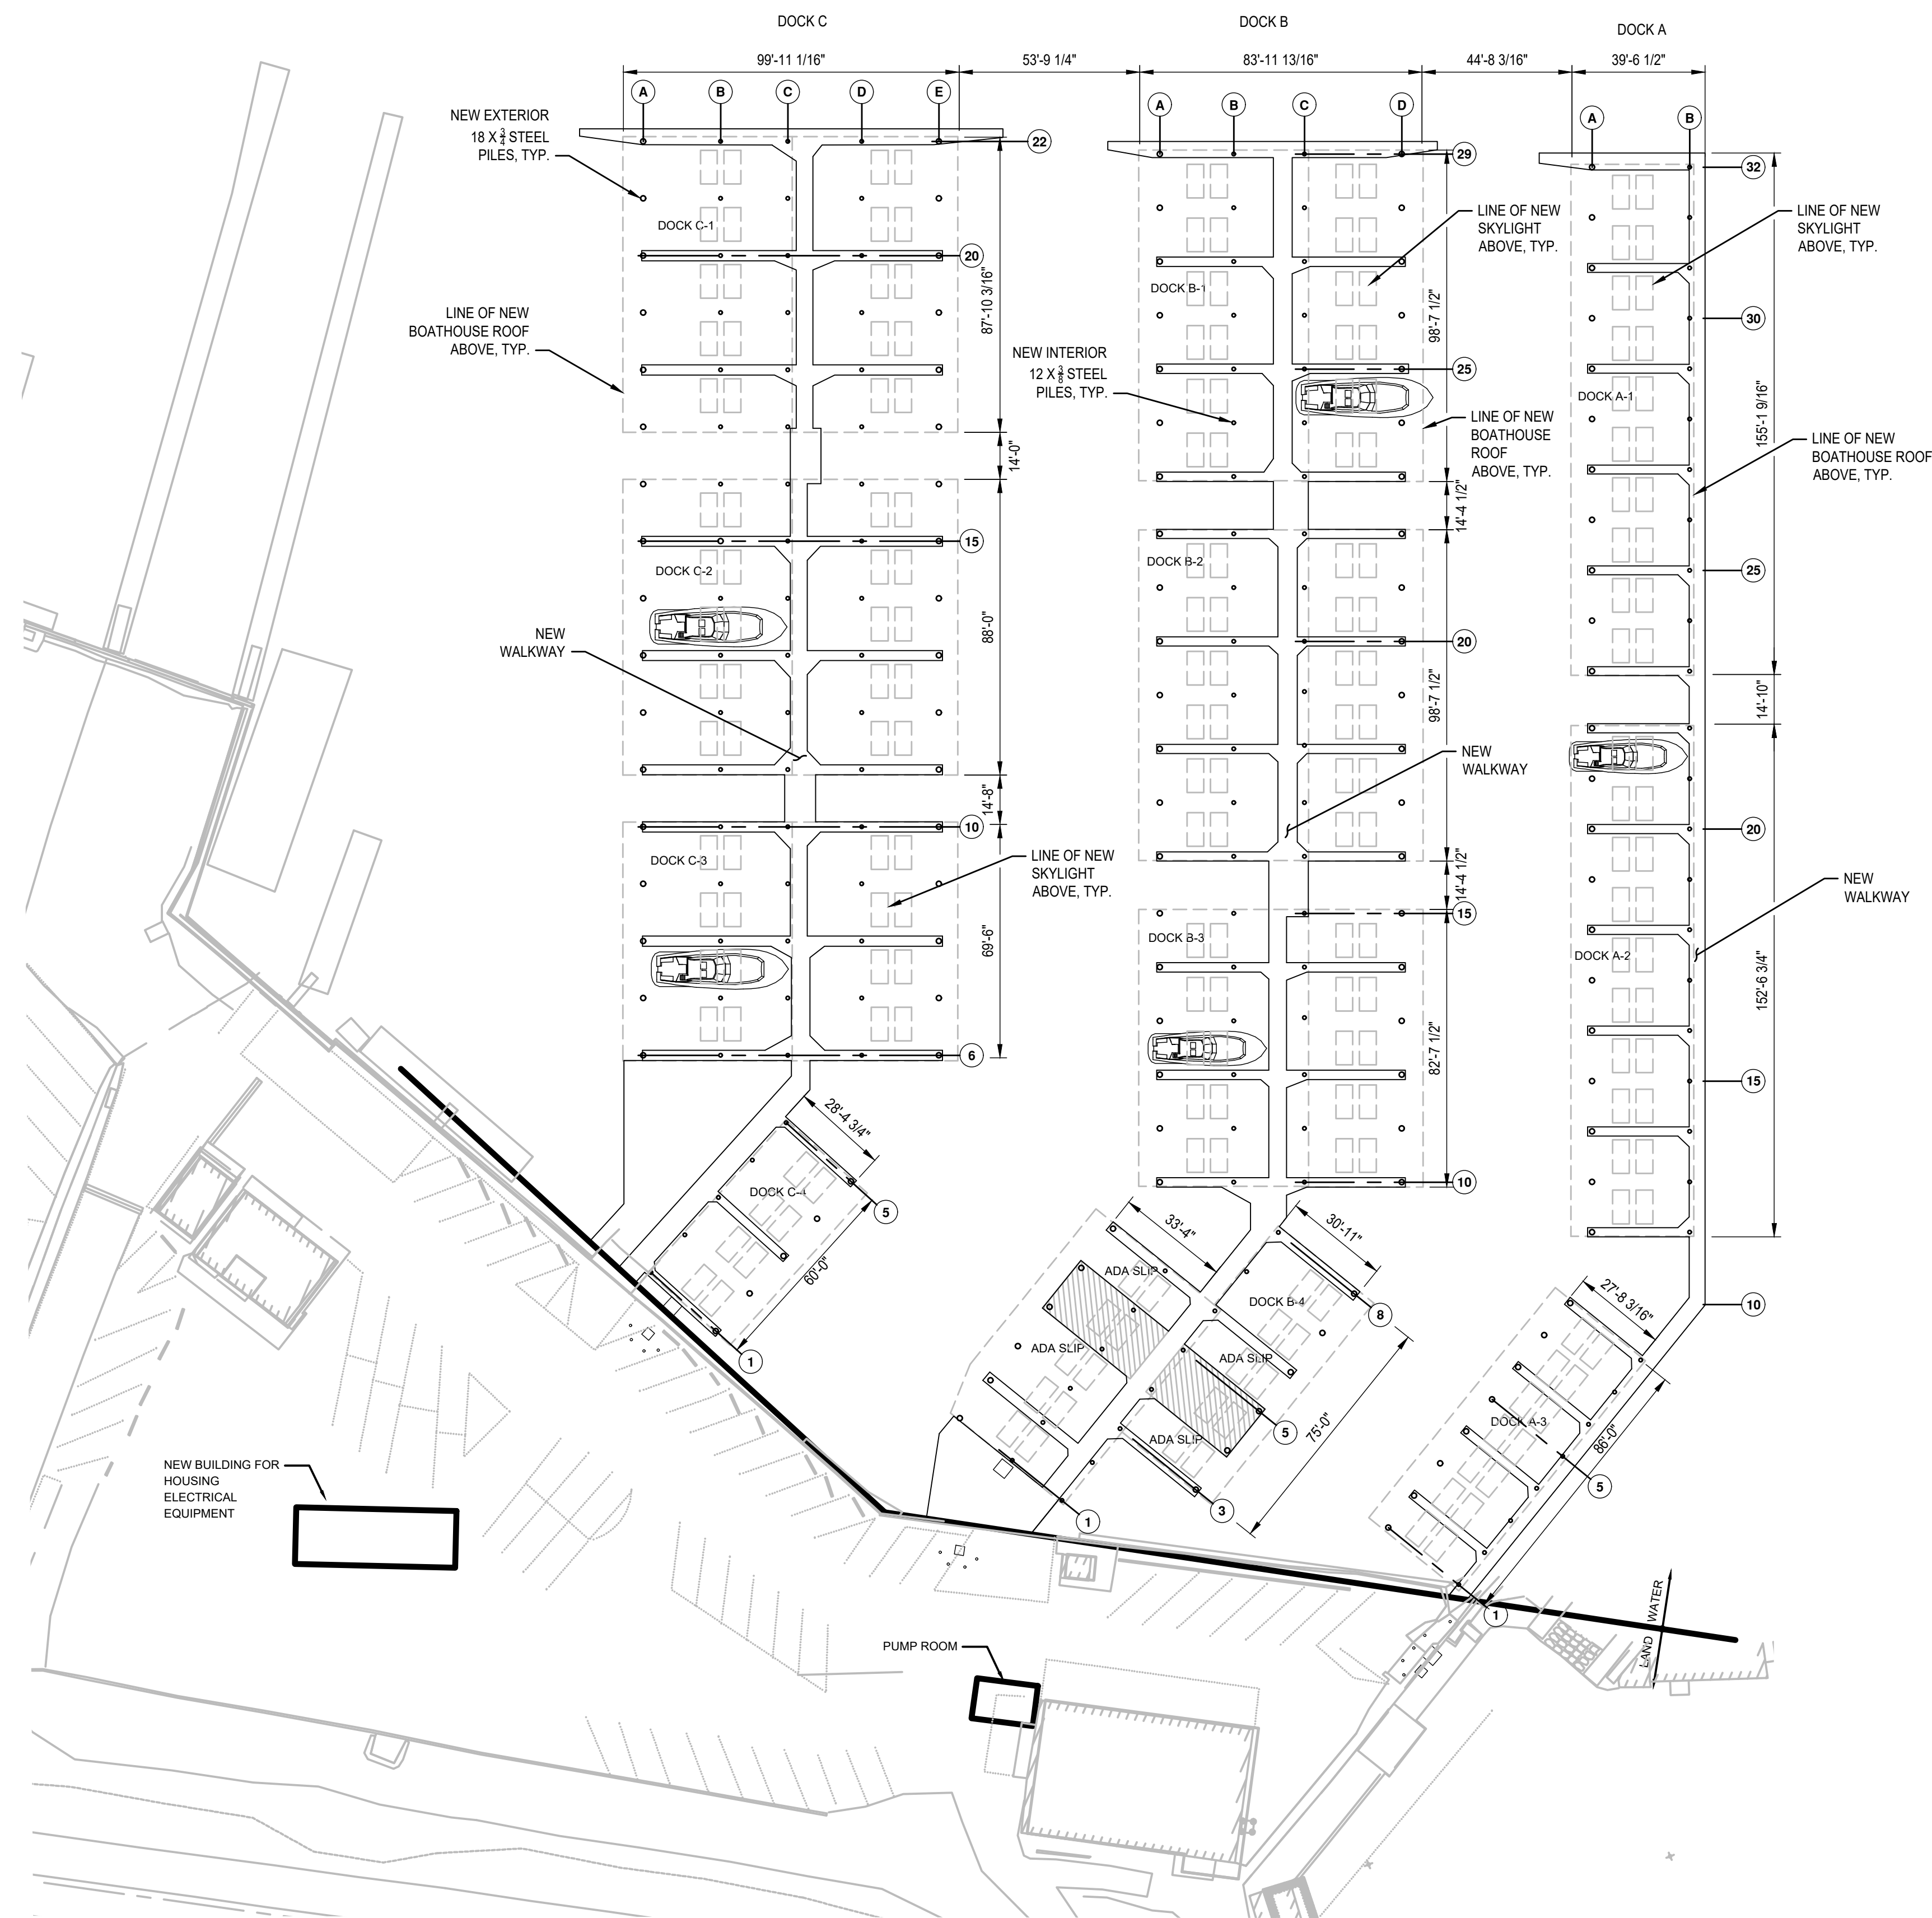 DOCK C
DOCK B
DOCK A
99'-11 1/16"
53'-9 1/4"
83'-11 13/16"
44'-8 3/16"
39'-6 1/2"
A
B
C
D
E
A
B
C
D
A
B
NEW EXTERIOR
18 X 3/4 STEEL
PILES, TYP.
22
29
32
DOCK C-1
LINE OF NEW
SKYLIGHT
ABOVE, TYP.
LINE OF NEW
SKYLIGHT
ABOVE, TYP.
20
87'-10 3/16"
DOCK B-1
98'-7 1/2"
LINE OF NEW
BOATHOUSE ROOF
ABOVE, TYP.
30
NEW INTERIOR
12 X 3/8 STEEL
PILES, TYP.
25
DOCK A-1
155'-1 9/16"
LINE OF NEW
BOATHOUSE
ROOF
ABOVE, TYP.
LINE OF NEW
BOATHOUSE ROOF
ABOVE, TYP.
14'-0"
14'-4 1/2"
15
DOCK C-2
DOCK B-2
25
NEW
WALKWAY
88'-0"
20
98'-7 1/2"
14'-10"
NEW
WALKWAY
14'-8"
10
20
DOCK C-3
LINE OF NEW
SKYLIGHT
ABOVE, TYP.
14'-4 1/2"
NEW
WALKWAY
15
69'-6"
DOCK B-3
DOCK A-2
152'-6 3/4"
6
82'-7 1/2"
15
28'-4 3/4"
DOCK C-4
5
10
33'-4"
30'-11"
60'-0"
ADA SLIP
DOCK B-4
8
27'-8 3/16"
10
1
ADA SLIP
ADA SLIP
5
75'-0"
DOCK A-3
86'-0"
ADA SLIP
5
NEW BUILDING FOR
HOUSING
ELECTRICAL
EQUIPMENT
3
1
1
WATER
LAND
PUMP ROOM